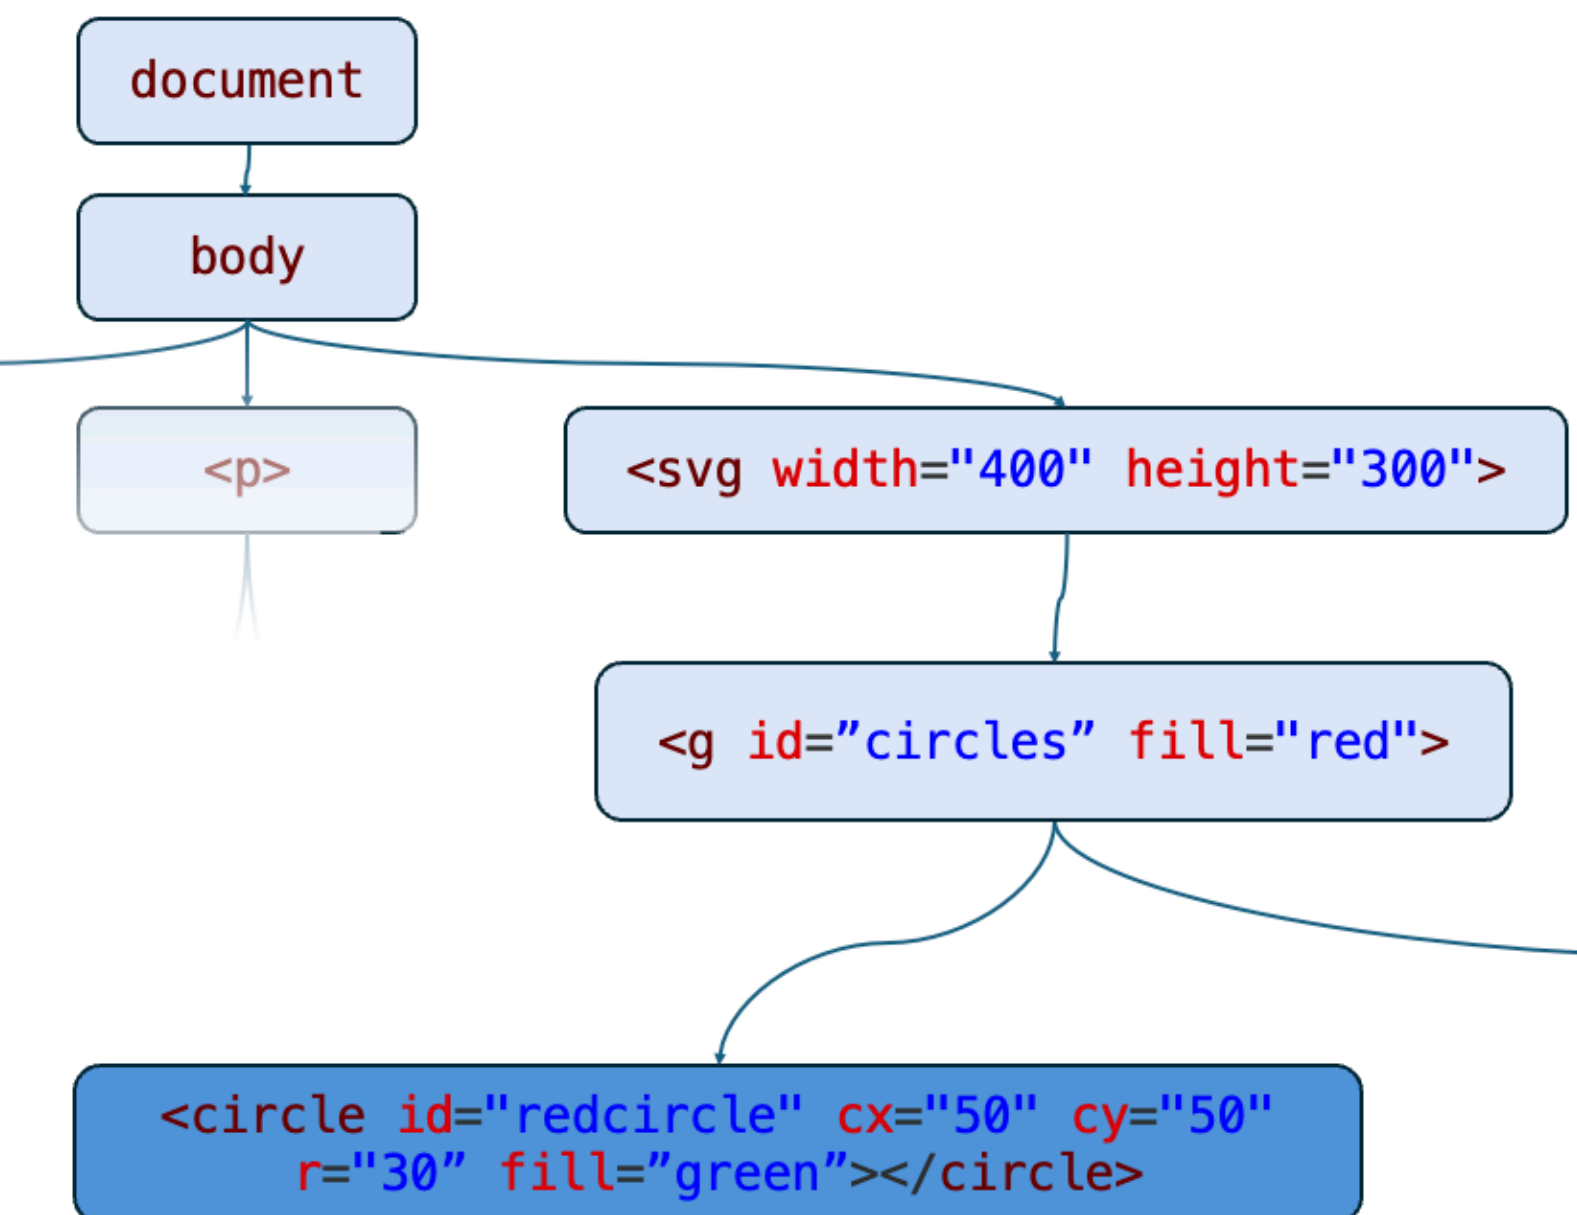 document
body
<p>
<svg width="400" height="300">
<g id=”circles” fill="red">
<circle id="redcircle" cx="50" cy="50"
r="30” fill=”green”></circle>